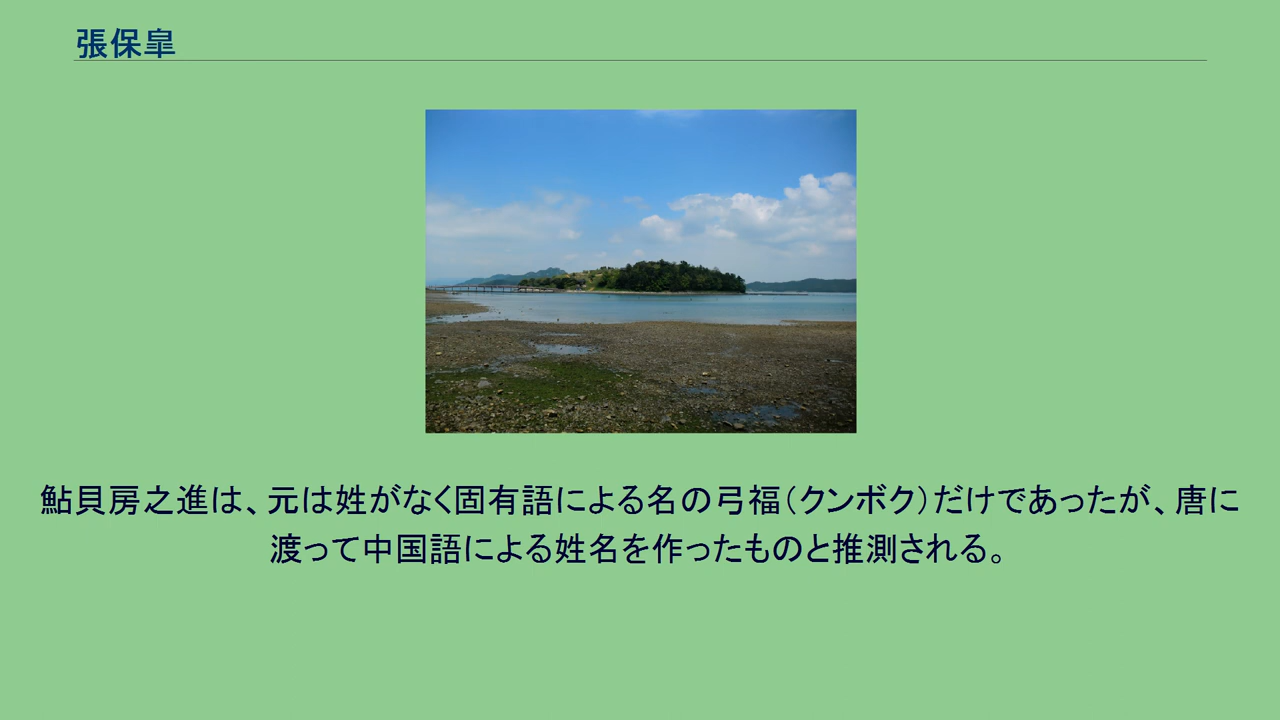 張保皐
鮎貝房之進は、元は姓がなく固有語による名の弓福（クンボク）だけであったが、唐に
渡って中国語による姓名を作ったものと推測される。